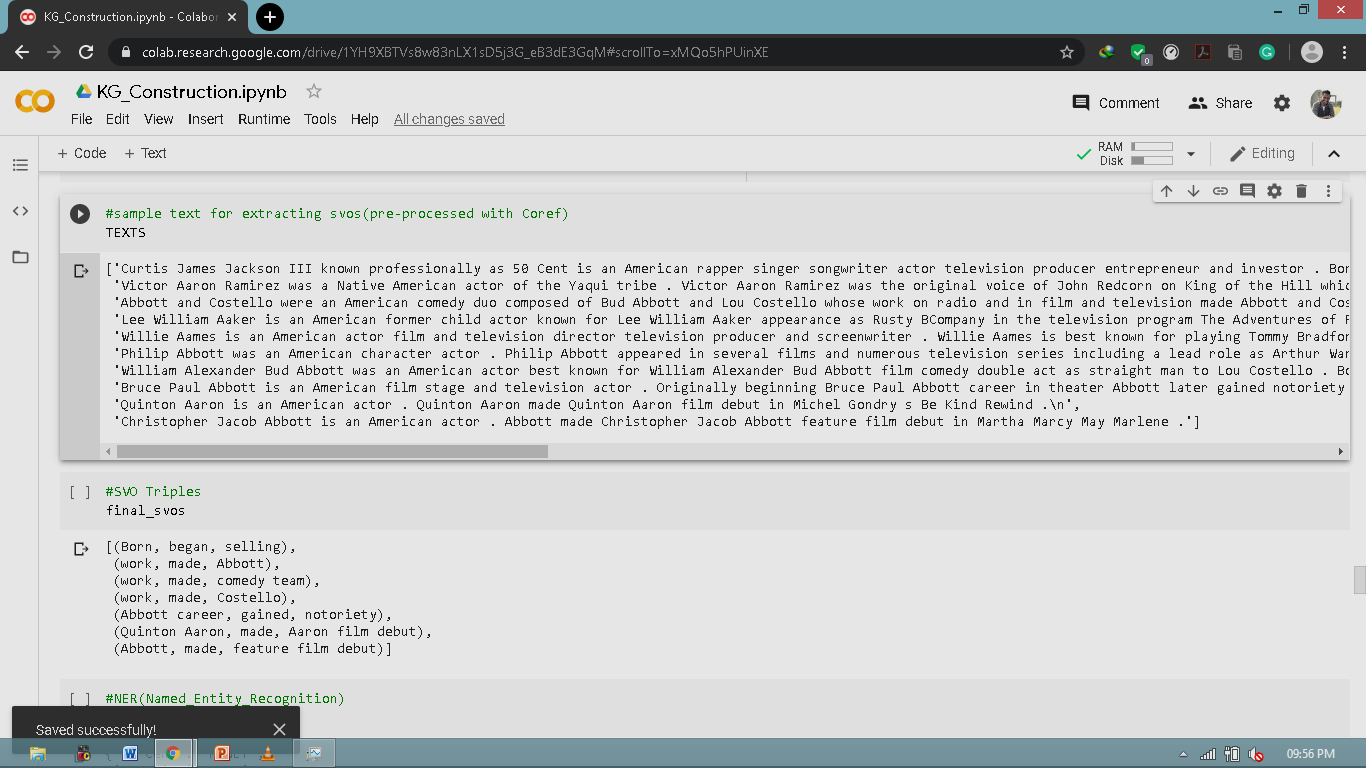 KG_Construction.ipynb - Colabor
colab.research.google.com/drive/1YH9XBTVs8w83nLX1sD5j3G_eB3dE3GqM#scrollTo=xMQo5hPUinXE
0
KG_Construction.ipynb
Comment
Share
File Edit View Insert Runtime Tools Help All changes saved
+ Code + Text
RAM
Disk
Editing
#sample text for extracting svos(pre-processed with Coref)
TEXTS
['Curtis James Jackson III known professionally as 50 Cent is an American rapper singer songwriter actor television producer entrepreneur and investor . Bor
'Victor Aaron Ramirez was a Native American actor of the Yaqui tribe . Victor Aaron Ramirez was the original voice of John Redcorn on King of the Hill whic
'Abbott and Costello were an American comedy duo composed of Bud Abbott and Lou Costello whose work on radio and in film and television made Abbott and Cos
'Lee William Aaker is an American former child actor known for Lee William Aaker appearance as Rusty BCompany in the television program The Adventures of R
'Willie Aames is an American actor film and television director television producer and screenwriter . Willie Aames is best known for playing Tommy Bradfor
'Philip Abbott was an American character actor . Philip Abbott appeared in several films and numerous television series including a lead role as Arthur War
'William Alexander Bud Abbott was an American actor best known for William Alexander Bud Abbott film comedy double act as straight man to Lou Costello . Bo
'Bruce Paul Abbott is an American film stage and television actor . Originally beginning Bruce Paul Abbott career in theater Abbott later gained notoriety
'Quinton Aaron is an American actor . Quinton Aaron made Quinton Aaron film debut in Michel Gondry s Be Kind Rewind .\n',
'Christopher Jacob Abbott is an American actor . Abbott made Christopher Jacob Abbott feature film debut in Martha Marcy May Marlene .']
[ ] #SVO Triples
final_svos
[(Born, began, selling),
(work, made, Abbott),
(work, made, comedy team),
(work, made, Costello),
(Abbott career, gained, notoriety),
(Quinton Aaron, made, Aaron film debut),
(Abbott, made, feature film debut)]
[ ] #NER(Named Entity Recognition)
Saved successfully!
09:56 PM